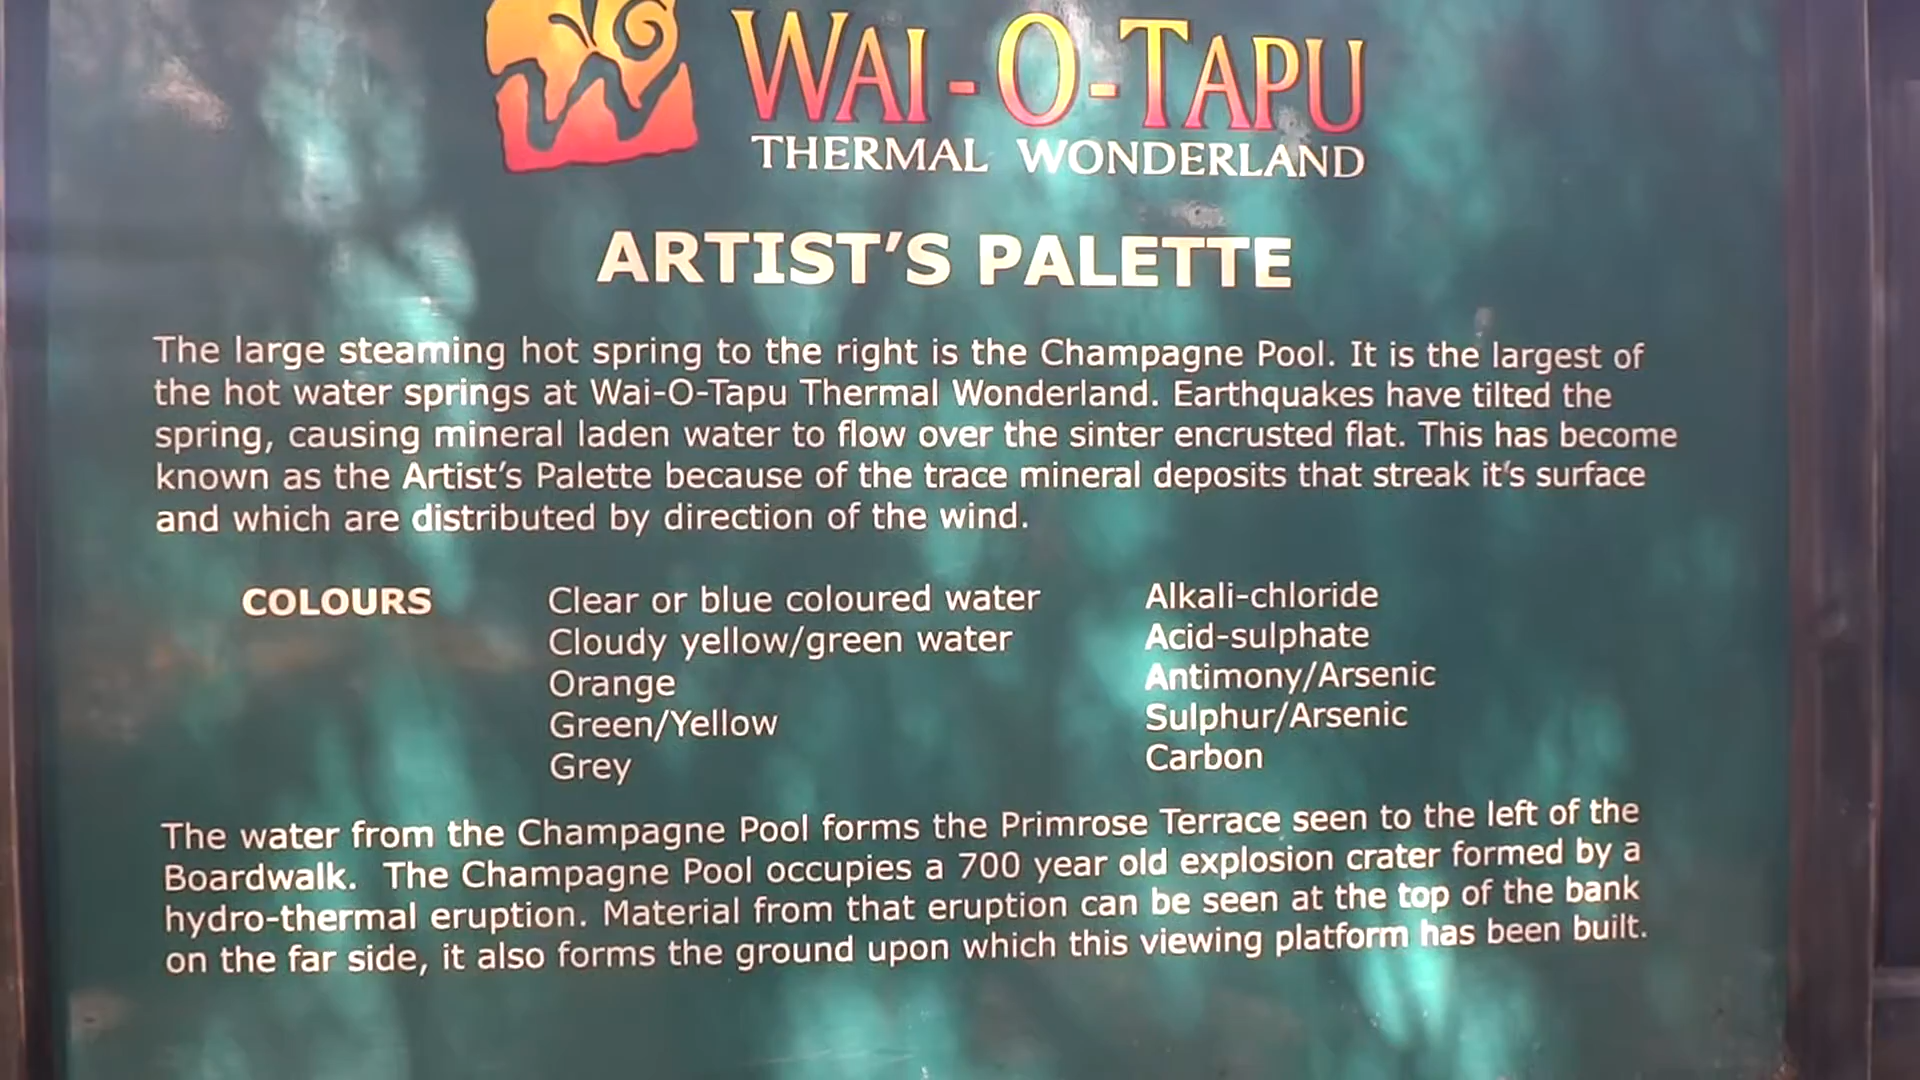 WAI-O-TAPU
THERMAL WONDERLAND
ARTIST'S PALETTE
The large steaming hot spring to the right is the Champagne Pool. It is the largest of
the hot water springs at Wai-O-Tapu Thermal Wonderland. Earthquakes have tilted the
spring, causing mineral laden water to flow over the sinter encrusted flat. This has become
known as the Artist's Palette because of the trace mineral deposits that streak it's surface
and which are distributed by direction of the wind.
COLOURS Clear or blue coloured water Alkali-chloride
Cloudy yellow/green water Acid-sulphate
Orange Antimony/Arsenic
Green/Yellow Sulphur/Arsenic
Grey Carbon
The water from the Champagne Pool forms the Primrose Terrace seen to the left of the
Boardwalk. The Champagne Pool occupies a 700 year old explosion crater formed by a
hydro-thermal eruption. Material from that eruption can be seen at the top of the bank
on the far side, it also forms the ground upon which this viewing platform has been built.